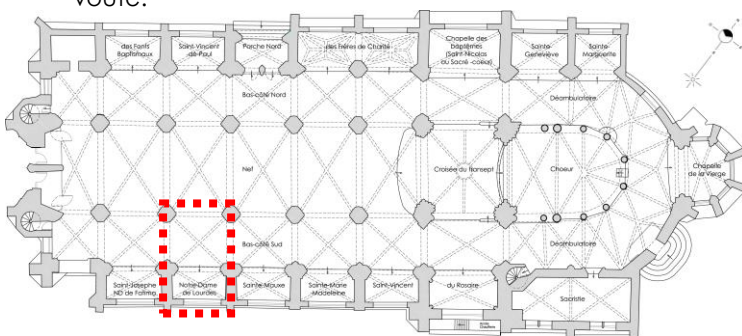 voûte.
des Fonts
Baptismaux
Saint-Vincent
de-Paul
Porche Nord
des Frères de Charité
Chapelle des
baptêmes
(Saint-Nicolas
ou Sacré -coeur)
Sainte
Geneviève
Sainte
Marguerite
Bas-côté Nord
Déambulatoire
Nef
Croisée du transept
Choeur
Chapelle
de la Vierge
Bas-côté Sud
Déambulatoire
Saint-Joseph
ND de Fatima
Notre-Dame
de Lourdes
Sainte-Mauxe
Sainte-Marie
Madeleine
Saint-Vincent
du Rosaire
Sacristie